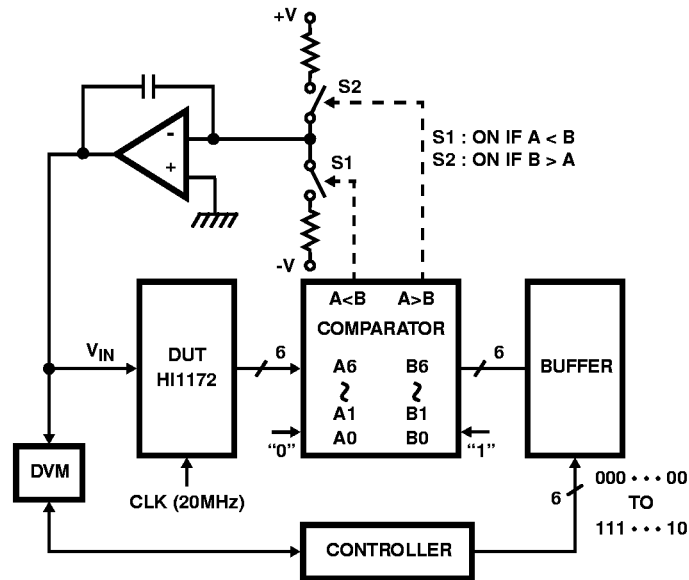 +V
S2
-
+
S1
S1 : ON IF A < B
S2 : ON IF B > A
-V
A<B A>B
COMPARATOR
A6 B6
A1 B1
A0 B0
VIN
DUT
HI1172
6
6
BUFFER
"0"
"1"
CLK (20MHz)
DVM
6
000 • • • 00
TO
111 • • • 10
CONTROLLER